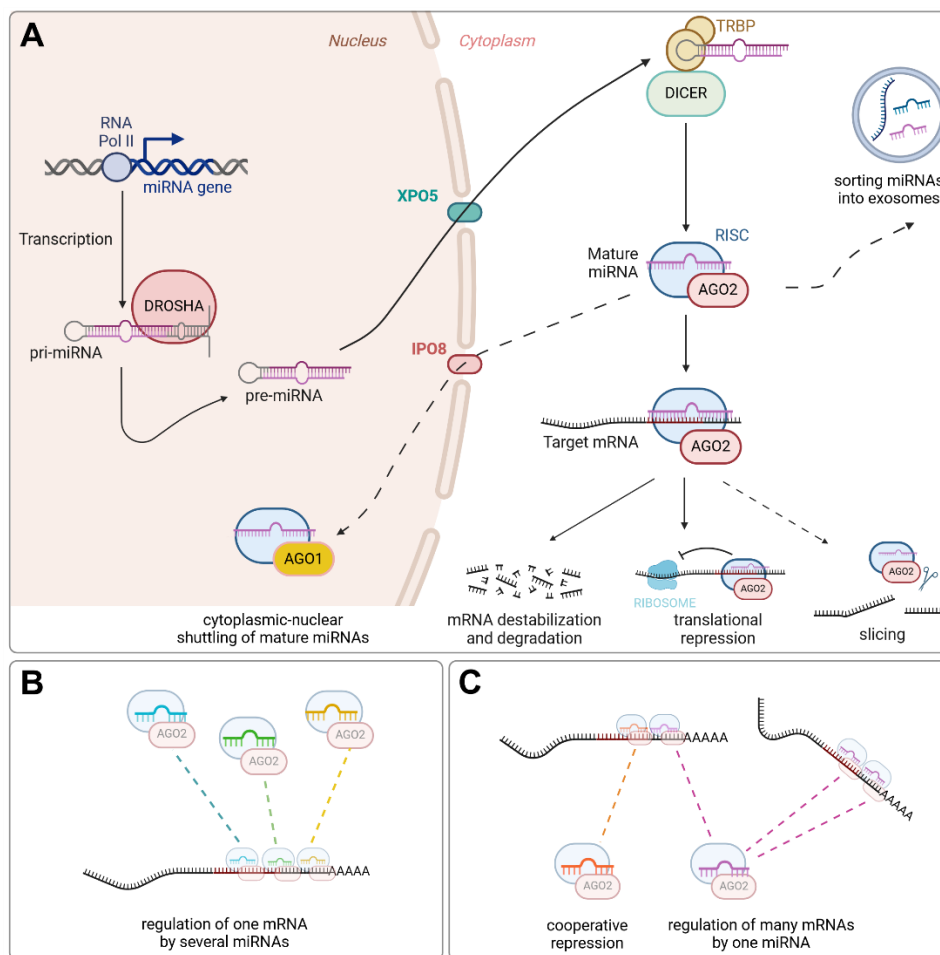 A
Nucleus
Cytoplasm
TRBP
DICER
RNA
Pol II
miRNA gene
sorting miRNAs
into exosomes
XPO5
Transcription
RISC
Mature
miRNA
AGO2
DROSHA
pri-miRNA
IPO8
pre-miRNA
Target mRNA
AGO2
AGO1
AGO2
RIBOSOME
AGO2
cytoplasmic-nuclear
shuttling of mature miRNAs
mRNA destabilization
and degradation
translational
repression
slicing
B
AGO2
AGO2
AGO2
AAAAA
regulation of one mRNA
by several miRNAs
C
AAAAA
AAAAA
AGO2
AGO2
cooperative
repression
regulation of many mRNAs
by one miRNA